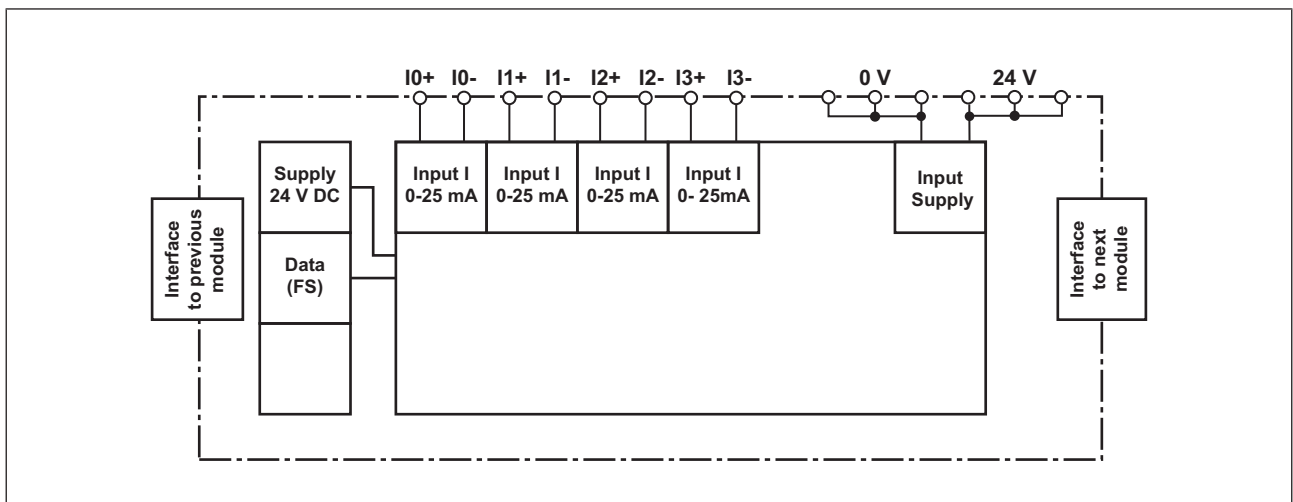 I0+ I0- I1+ I1- I2+ I2- I3+ I3- 0 V 24 V
Supply
24 V DC
Input I
0-25 mA
Input I
0-25 mA
Input I
0-25 mA
Input I
0- 25mA
Input
Supply
Interface
to previous
module
Data
(FS)
Interface
to next
module